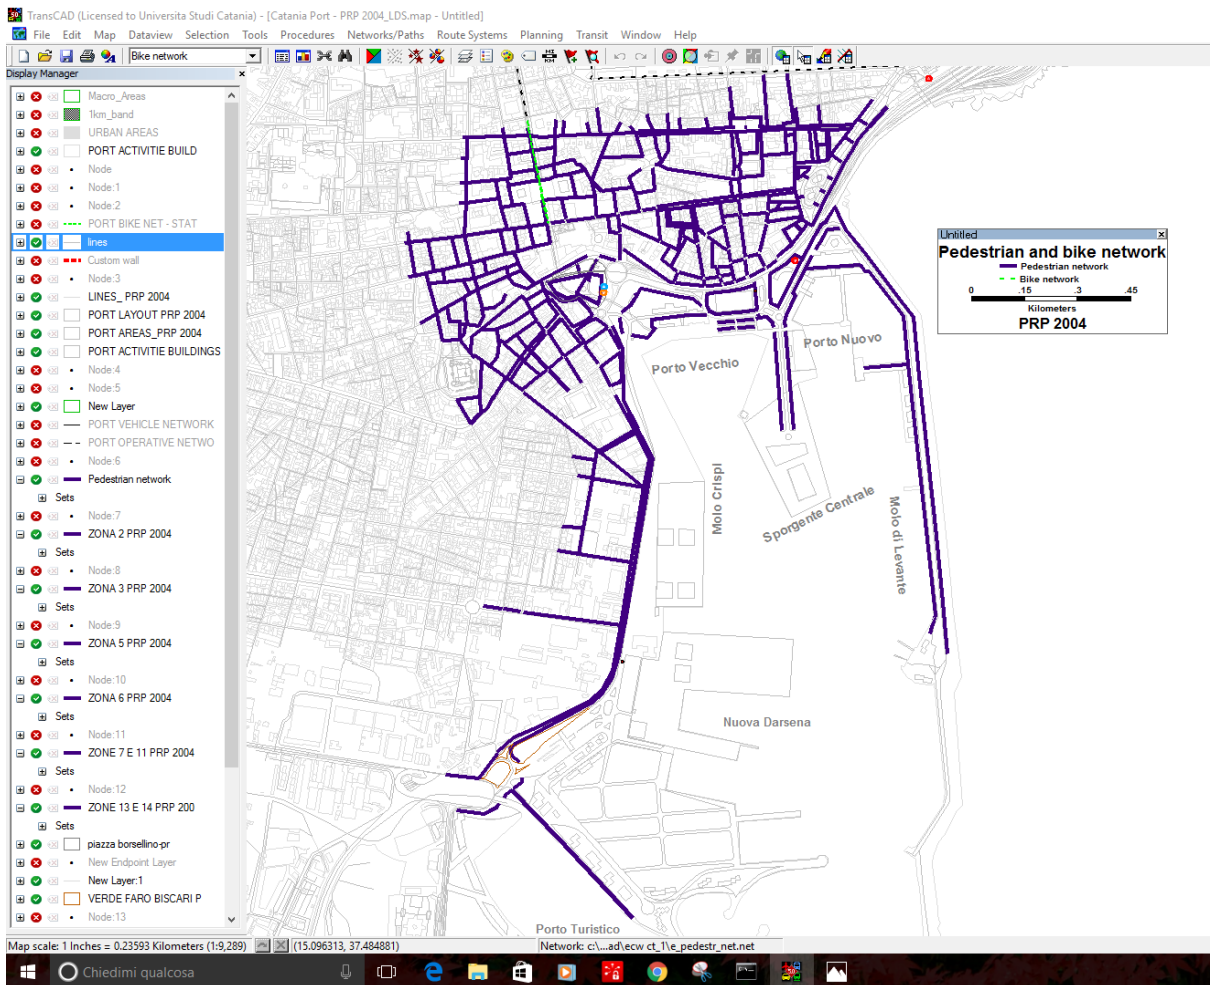 TransCAD (Licensed to Universita Studi Catania) - [Catania Port - PRP 2004_LDS.map - Untitled]
File Edit Map Dataview Selection Tools Procedures Networks/Paths Route Systems Planning Transit Window Help
Bike network
Display Manager
Macro_Areas
1km_band
URBAN AREAS
PORT ACTIVITIE BUILD
Node
Node:1
Node:2
PORT BIKE NET - STAT
lines
Custom wall
Node:3
LINES_ PRP 2004
PORT LAYOUT PRP 2004
PORT AREAS_PRP 2004
PORT ACTIVITIE BUILDINGS
Node:4
Node:5
New Layer
PORT VEHICLE NETWORK
PORT OPERATIVE NETWO
Node:6
Pedestrian network
Sets
Node:7
ZONA 2 PRP 2004
Sets
Node:8
ZONA 3 PRP 2004
Sets
Node:9
ZONA 5 PRP 2004
Sets
Node:10
ZONA 6 PRP 2004
Sets
Node:11
ZONE 7 E 11 PRP 2004
Sets
Node:12
ZONE 13 E 14 PRP 200
Sets
piazza borsellino-pr
New Endpoint Layer
New Layer:1
VERDE FARO BISCARI P
Node:13
Porto Vecchio
Porto Nuovo
Molo Crispi
Sporgente Centrale
Molo di Levante
Nuova Darsena
Porto Turistico
Untitled
Pedestrian and bike network
Pedestrian network
Bike network
0 .15 .3 .45
Kilometers
PRP 2004
Map scale: 1 Inches = 0.23593 Kilometers (1:9,289) (15.096313, 37.484881) Network: c:\...ad\ecw ct_1\e_pedestr_net.net
Chiedimi qualcosa